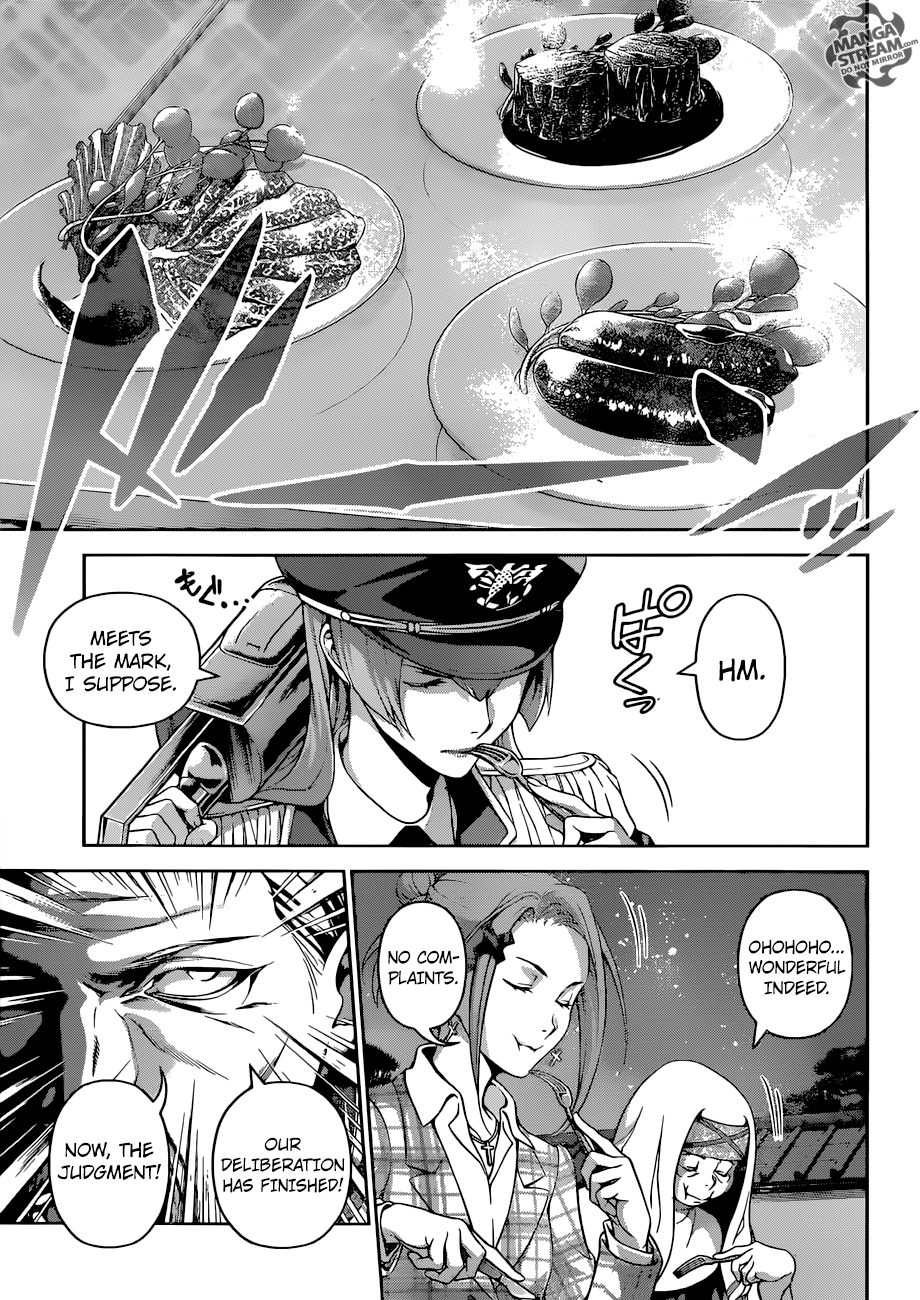 MANGA
STREAM.com
DO NOT MIRROR
HM.
ぱくっ
もぐ…
MEETS
THE MARK,
I SUPPOSE.
OHOHOHO...
WONDERFUL
INDEED.
NO COM-
PLAINTS.
OUR
DELIBERATION
HAS FINISHED!
NOW, THE
JUDGMENT!